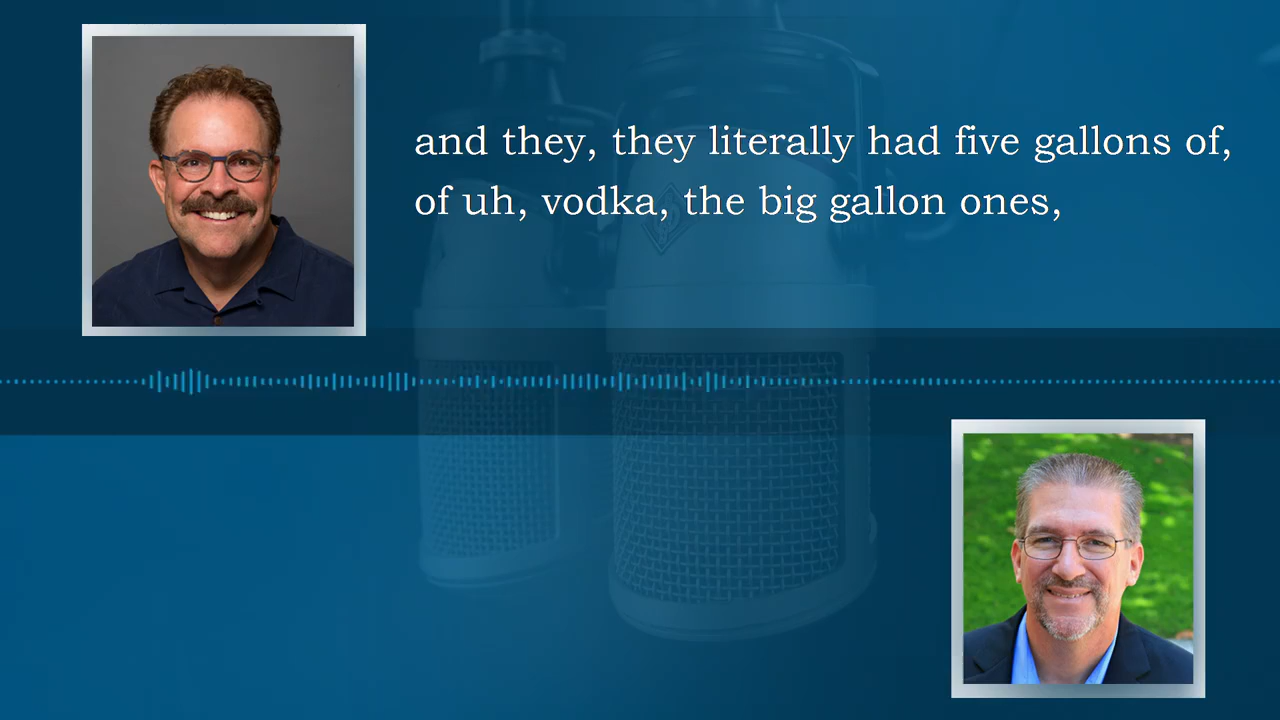 and they, they literally had five gallons of,
of uh, vodka, the big gallon ones,